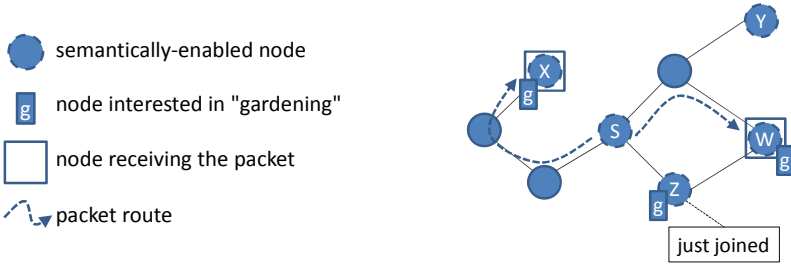 semantically-enabled node
g
node interested in "gardening"
node receiving the packet
packet route
Y
X
g
S
W
g
Z
g
just joined